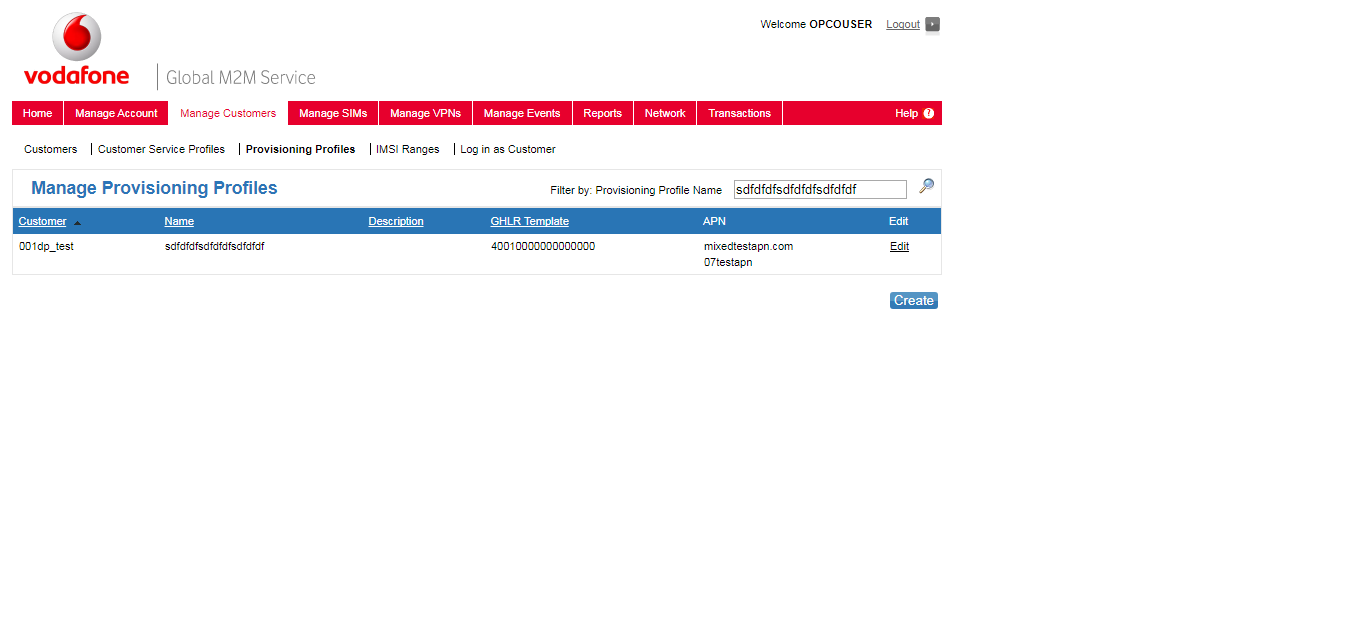 Welcome OPCOUSER Logout
vodafone
Global M2M Service
Home Manage Account Manage Customers Manage SIMs Manage VPNs Manage Events Reports Network Transactions Help ?
Customers Customer Service Profiles Provisioning Profiles IMSI Ranges Log in as Customer
Manage Provisioning Profiles Filter by: Provisioning Profile Name sdfdfdfsdfdfdfsdfdfdf
Customer Name Description GHLR Template APN Edit
001dp_test sdfdfdfsdfdfdfsdfdfdf 40010000000000000 mixedtestapn.com Edit
07testapn
Create